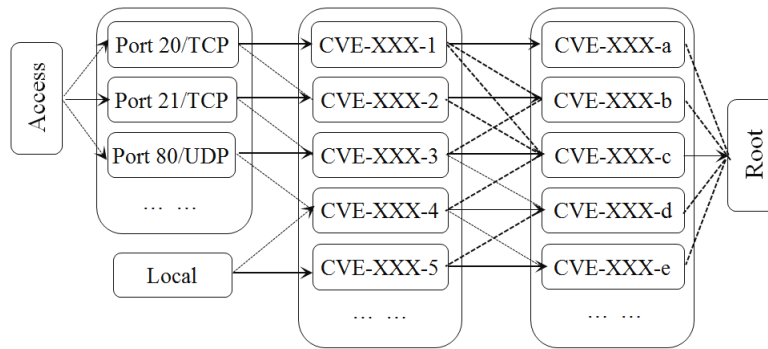 Access
Port 20/TCP
Port 21/TCP
Port 80/UDP
... ...
Local
CVE-XXX-1
CVE-XXX-2
CVE-XXX-3
CVE-XXX-4
CVE-XXX-5
... ...
CVE-XXX-a
CVE-XXX-b
CVE-XXX-c
CVE-XXX-d
CVE-XXX-e
... ...
Root